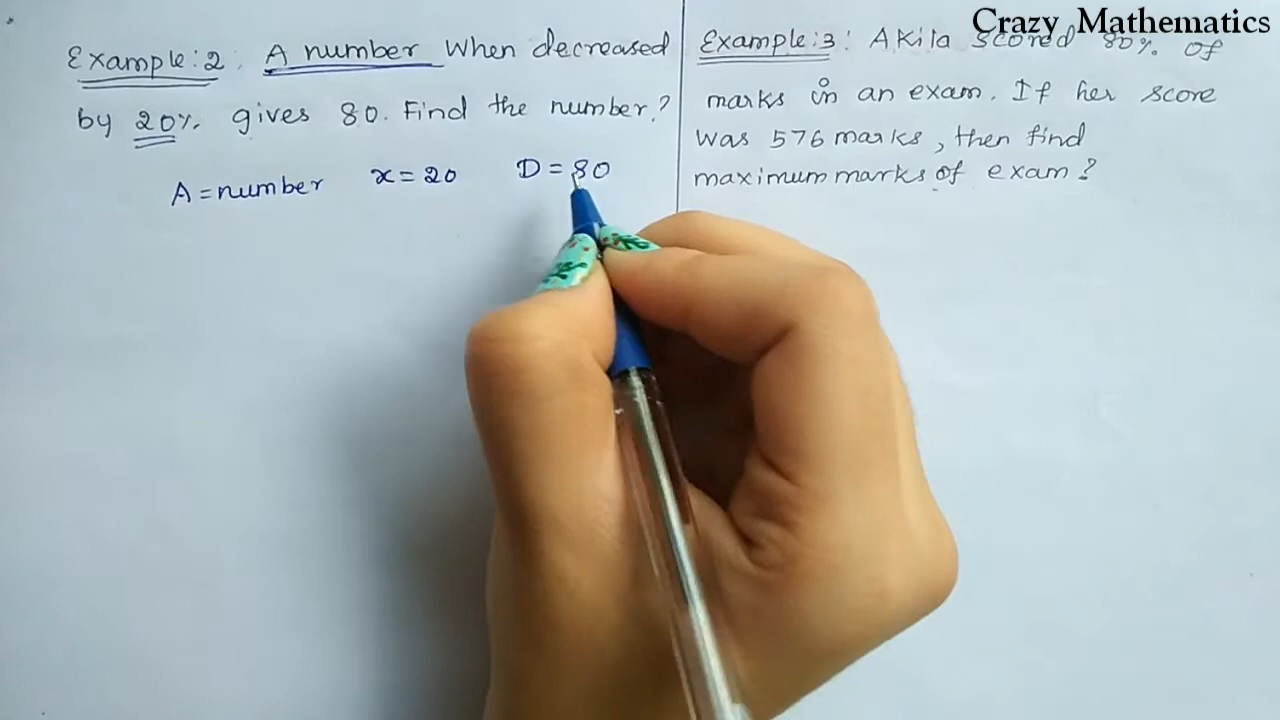 Crazy Mathematics
Example:2. A number when decreased
by 20% gives 80. Find the number?
A = number x = 20 D = 80
Example:3: Akila scored 80% of
marks in an exam. If her score
was 576 marks, then find
maximum marks of exam?